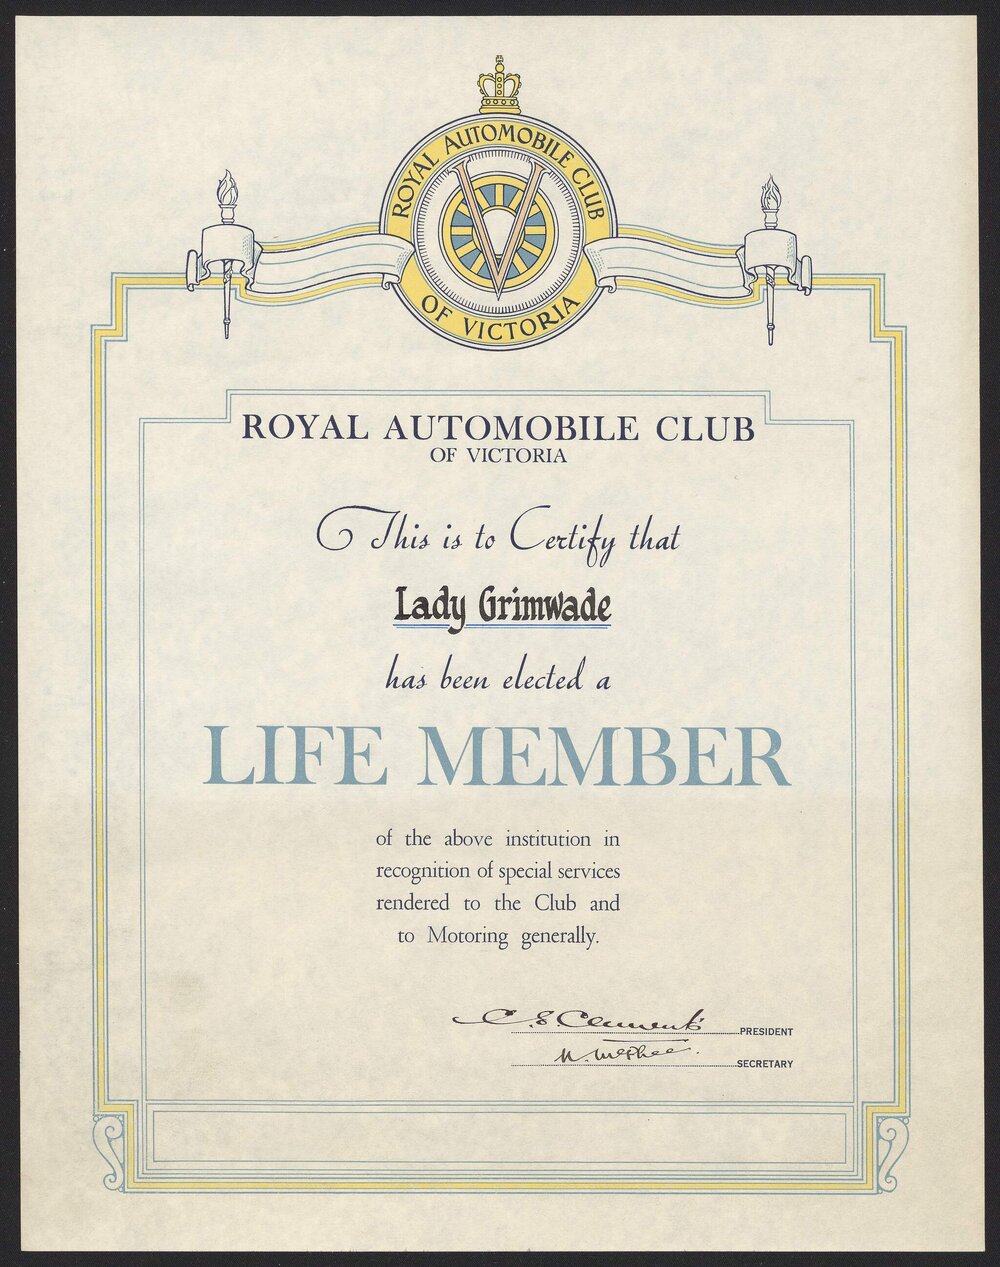 ROYAL AUTOMOBILE CLUB
OF VICTORIA
V
ROYAL AUTOMOBILE CLUB
OF VICTORIA
This is to Certify that
Lady Grimwade
has been elected a
LIFE MEMBER
of the above institution in
recognition of special services
rendered to the Club and
to Motoring generally.
C. E. Clements PRESIDENT
SECRETARY